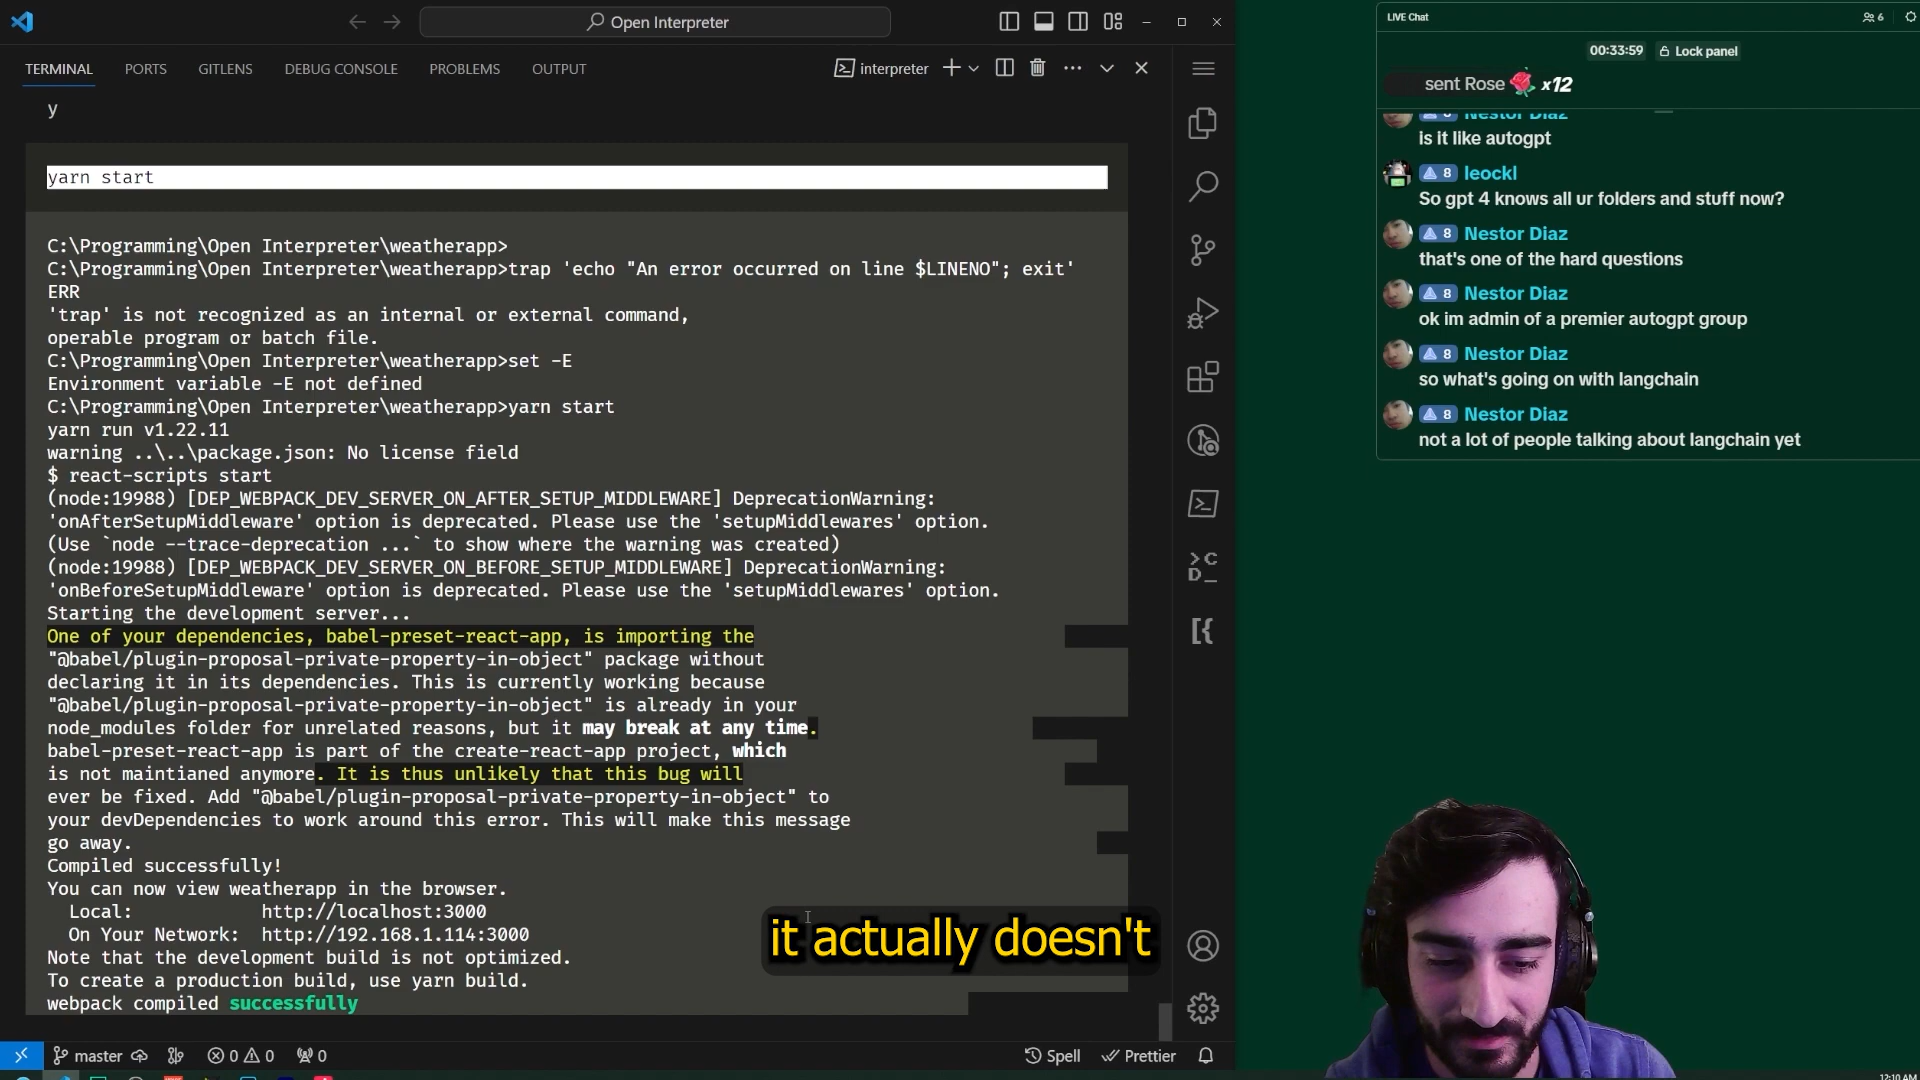 Open Interpreter
TERMINAL PORTS GITLENS DEBUG CONSOLE PROBLEMS OUTPUT interpreter
y
yarn start
C:\Programming\Open Interpreter\weatherapp>
C:\Programming\Open Interpreter\weatherapp>trap 'echo "An error occurred on line $LINENO"; exit'
ERR
'trap' is not recognized as an internal or external command,
operable program or batch file.
C:\Programming\Open Interpreter\weatherapp>set -E
Environment variable -E not defined
C:\Programming\Open Interpreter\weatherapp>yarn start
yarn run v1.22.11
warning ..\..\package.json: No license field
$ react-scripts start
(node:19988) [DEP_WEBPACK_DEV_SERVER_ON_AFTER_SETUP_MIDDLEWARE] DeprecationWarning:
'onAfterSetupMiddleware' option is deprecated. Please use the 'setupMiddlewares' option.
(Use `node --trace-deprecation ...` to show where the warning was created)
(node:19988) [DEP_WEBPACK_DEV_SERVER_ON_BEFORE_SETUP_MIDDLEWARE] DeprecationWarning:
'onBeforeSetupMiddleware' option is deprecated. Please use the 'setupMiddlewares' option.
Starting the development server...
One of your dependencies, babel-preset-react-app, is importing the
"@babel/plugin-proposal-private-property-in-object" package without
declaring it in its dependencies. This is currently working because
"@babel/plugin-proposal-private-property-in-object" is already in your
node_modules folder for unrelated reasons, but it may break at any time.
babel-preset-react-app is part of the create-react-app project, which
is not maintianed anymore. It is thus unlikely that this bug will
ever be fixed. Add "@babel/plugin-proposal-private-property-in-object" to
your devDependencies to work around this error. This will make this message
go away.
Compiled successfully!
You can now view weatherapp in the browser.
Local: http://localhost:3000
On Your Network: http://192.168.1.114:3000
Note that the development build is not optimized.
To create a production build, use yarn build.
webpack compiled successfully
it actually doesn't
master 0 0 0 Spell Prettier
LIVE Chat 6
00:33:59 Lock panel
sent Rose x12
8 Nestor Diaz
is it like autogpt
8 leockl
So gpt 4 knows all ur folders and stuff now?
8 Nestor Diaz
that's one of the hard questions
8 Nestor Diaz
ok im admin of a premier autogpt group
8 Nestor Diaz
so what's going on with langchain
8 Nestor Diaz
not a lot of people talking about langchain yet
12:10 AM